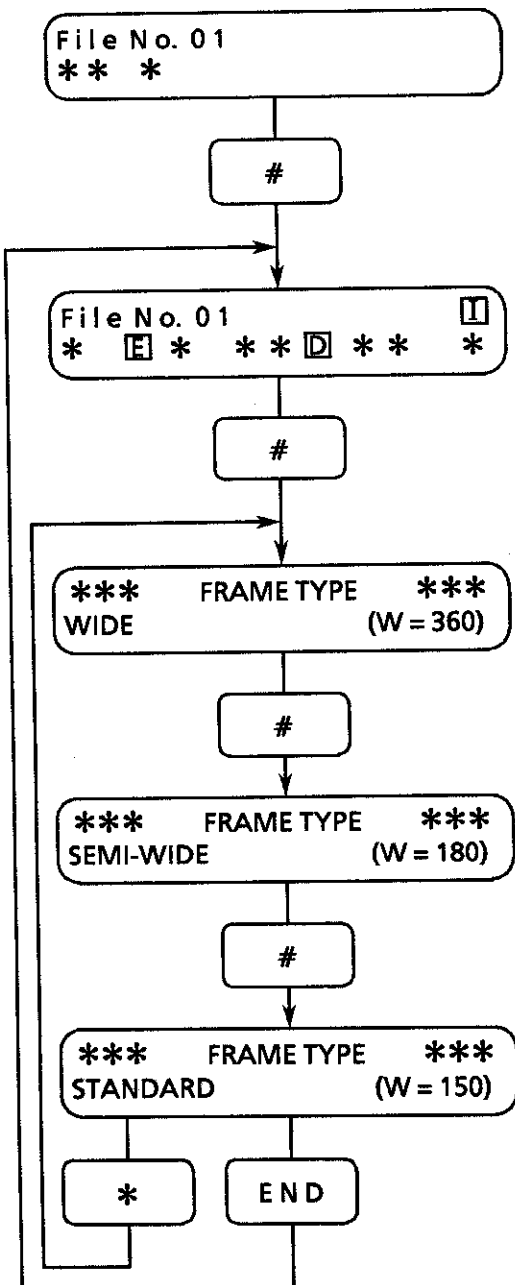 File No. 01
** *
#
File No. 01 I
* E * ** D ** *
#
*** FRAME TYPE ***
WIDE (W = 360)
#
*** FRAME TYPE ***
SEMI-WIDE (W = 180)
#
*** FRAME TYPE ***
STANDARD (W = 150)
* END